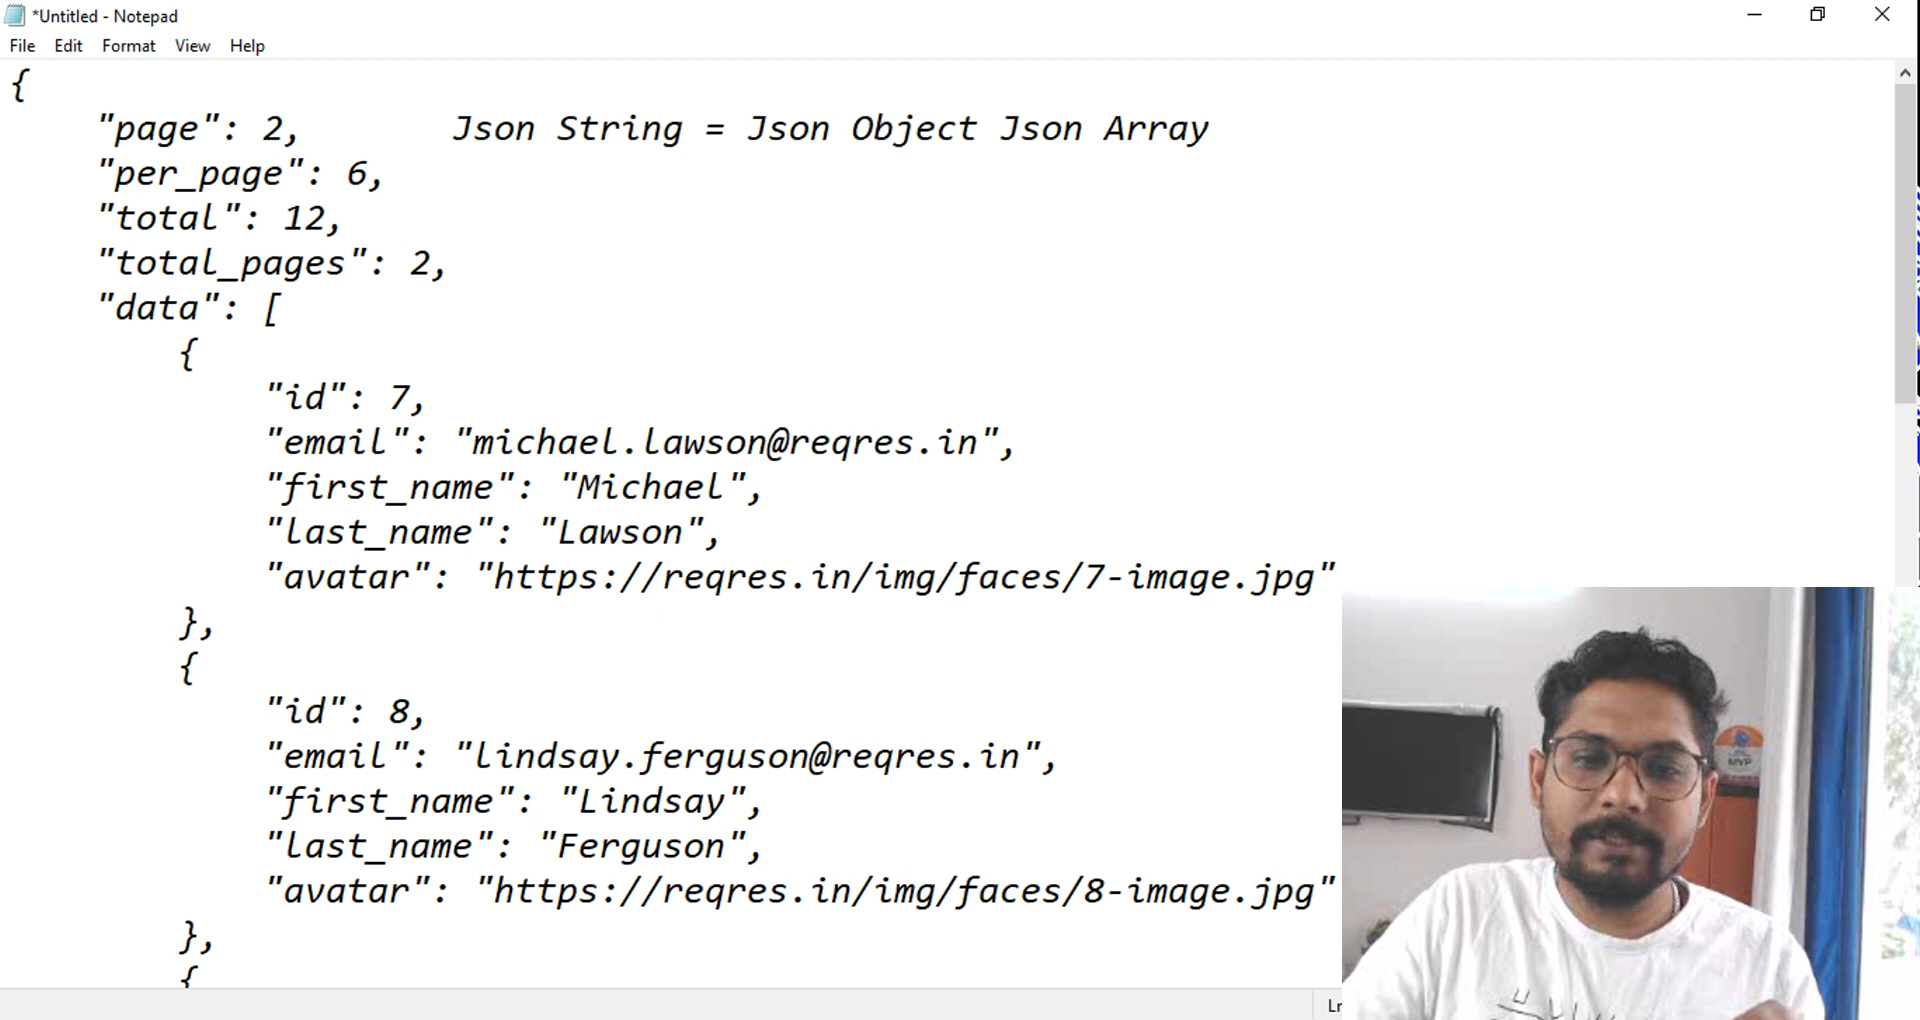 *Untitled - Notepad
File Edit Format View Help
{
"page": 2, Json String = Json Object Json Array
"per_page": 6,
"total": 12,
"total_pages": 2,
"data": [
{
"id": 7,
"email": "michael.lawson@reqres.in",
"first_name": "Michael",
"last_name": "Lawson",
"avatar": "https://reqres.in/img/faces/7-image.jpg"
},
{
"id": 8,
"email": "lindsay.ferguson@reqres.in",
"first_name": "Lindsay",
"last_name": "Ferguson",
"avatar": "https://reqres.in/img/faces/8-image.jpg"
},
{
MVP